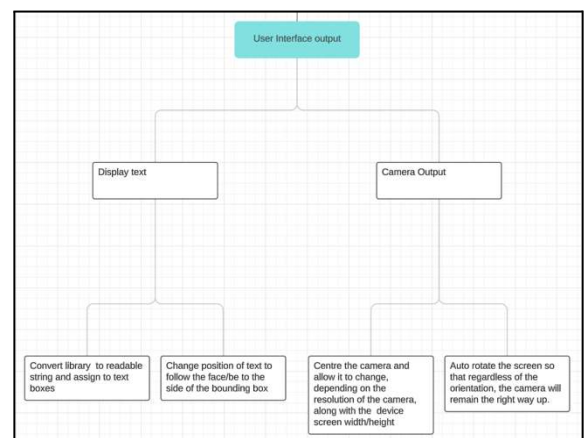 User Interface output
Display text
Camera Output
Convert library to readable
string and assign to text
boxes
Change position of text to
follow the face/be to the
side of the bounding box
Centre the camera and
allow it to change,
depending on the
resolution of the camera,
along with the device
screen width/height
Auto rotate the screen so
that regardless of the
orientation, the camera will
remain the right way up.